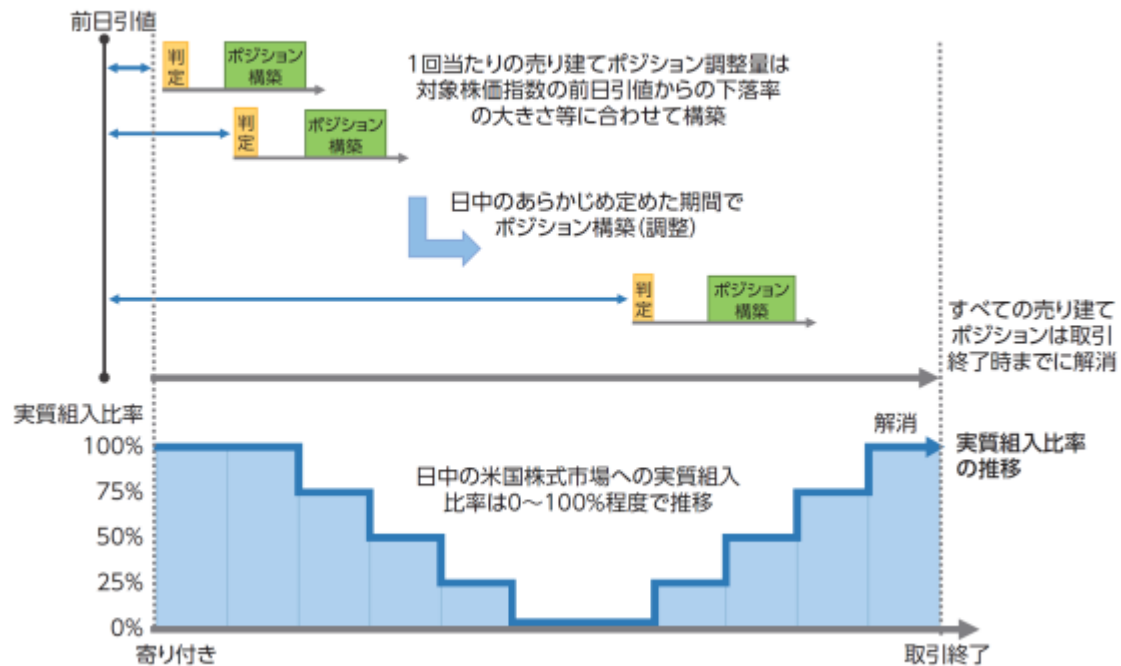 前日引値
判定
ポジション
構築
1回当たりの売り建てポジション調整量は
対象株価指数の前日引値からの下落率
の大きさ等に合わせて構築
判定
ポジション
構築
日中のあらかじめ定めた期間で
ポジション構築(調整)
判定
ポジション
構築
すべての売り建て
ポジションは取引
終了時までに解消
実質組入比率
100%
75%
50%
25%
0%
解消
実質組入比率
の推移
日中の米国株式市場への実質組入
比率は0～100%程度で推移
寄り付き
取引終了